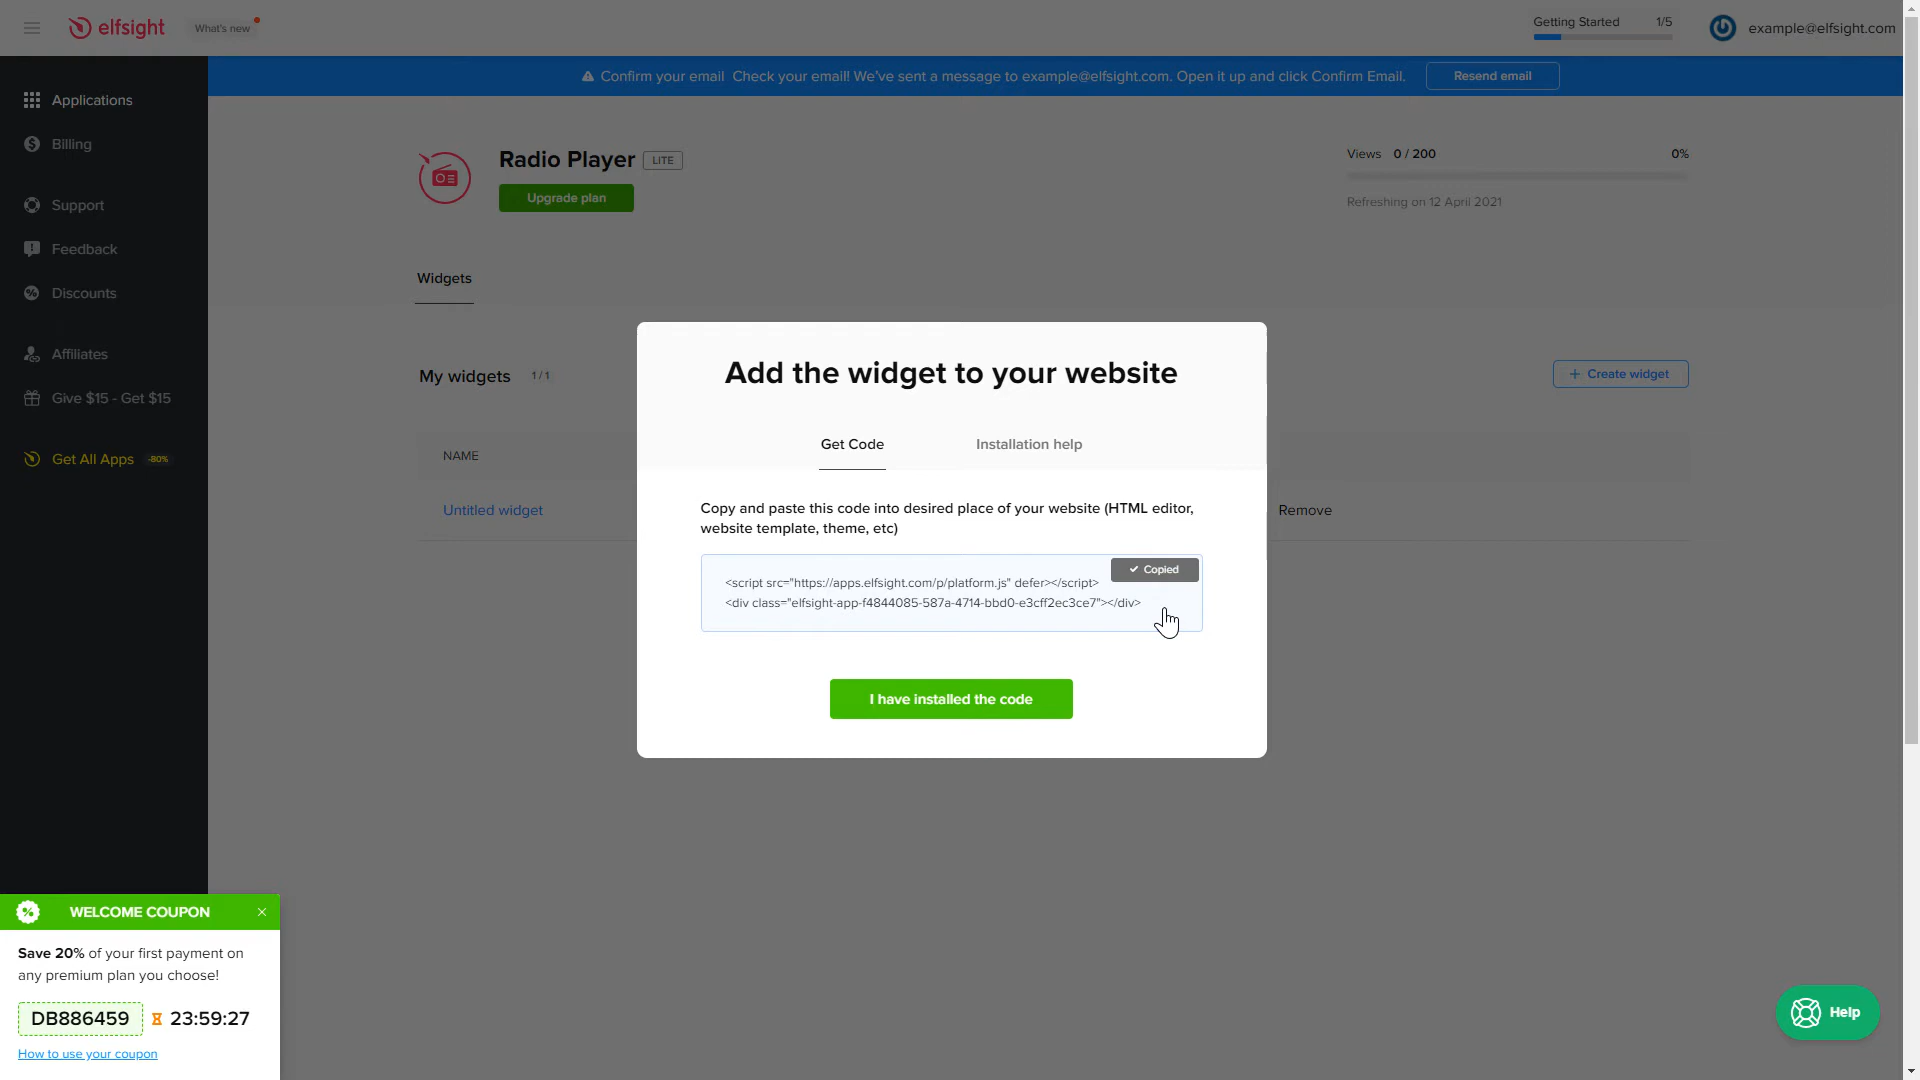 elfsight
What's new
Getting Started 1/5
example@elfsight.com
Confirm your email Check your email! We've sent a message to example@elfsight.com. Open it up and click Confirm Email.
Resend email
Applications
Billing
Support
Feedback
Discounts
Affiliates
Give $15 - Get $15
Get All Apps -80%
Radio Player LITE
Upgrade plan
Views 0 / 200 0%
Refreshing on 12 April 2021
Widgets
My widgets 1 / 1
+ Create widget
NAME
Untitled widget
Remove
Add the widget to your website
Get Code Installation help
Copy and paste this code into desired place of your website (HTML editor,
website template, theme, etc)
Copied
<script src="https://apps.elfsight.com/p/platform.js" defer></script>
<div class="elfsight-app-f4844085-587a-4714-bbd0-e3cff2ec3ce7"></div>
I have installed the code
WELCOME COUPON
Save 20% of your first payment on
any premium plan you choose!
DB886459 23:59:27
How to use your coupon
Help